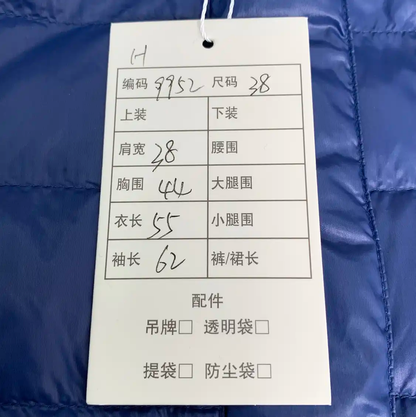 H
编码 9952 尺码 38
上装 下装
肩宽 38 腰围
胸围 44 大腿围
衣长 55 小腿围
袖长 62 裤/裙长
配件
吊牌□ 透明袋□
提袋□ 防尘袋□